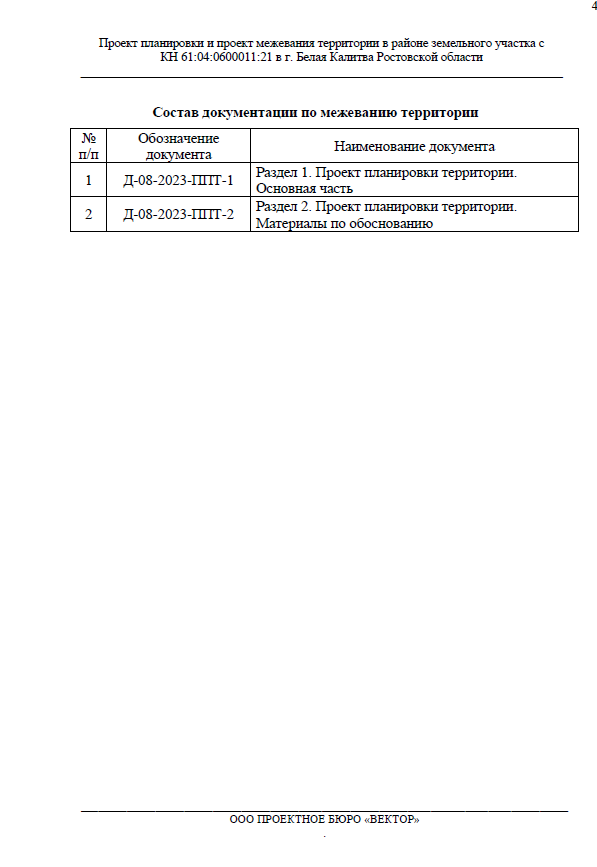 4
Проект планировки и проект межевания территории в районе земельного участка с
КН 61:04:0600011:21 в г. Белая Калитва Ростовской области
Состав документации по межеванию территории
№
п/п
Обозначение
документа
Наименование документа
1
Д-08-2023-ППТ-1
Раздел 1. Проект планировки территории.
Основная часть
2
Д-08-2023-ППТ-2
Раздел 2. Проект планировки территории.
Материалы по обоснованию
ООО ПРОЕКТНОЕ БЮРО «ВЕКТОР»
.